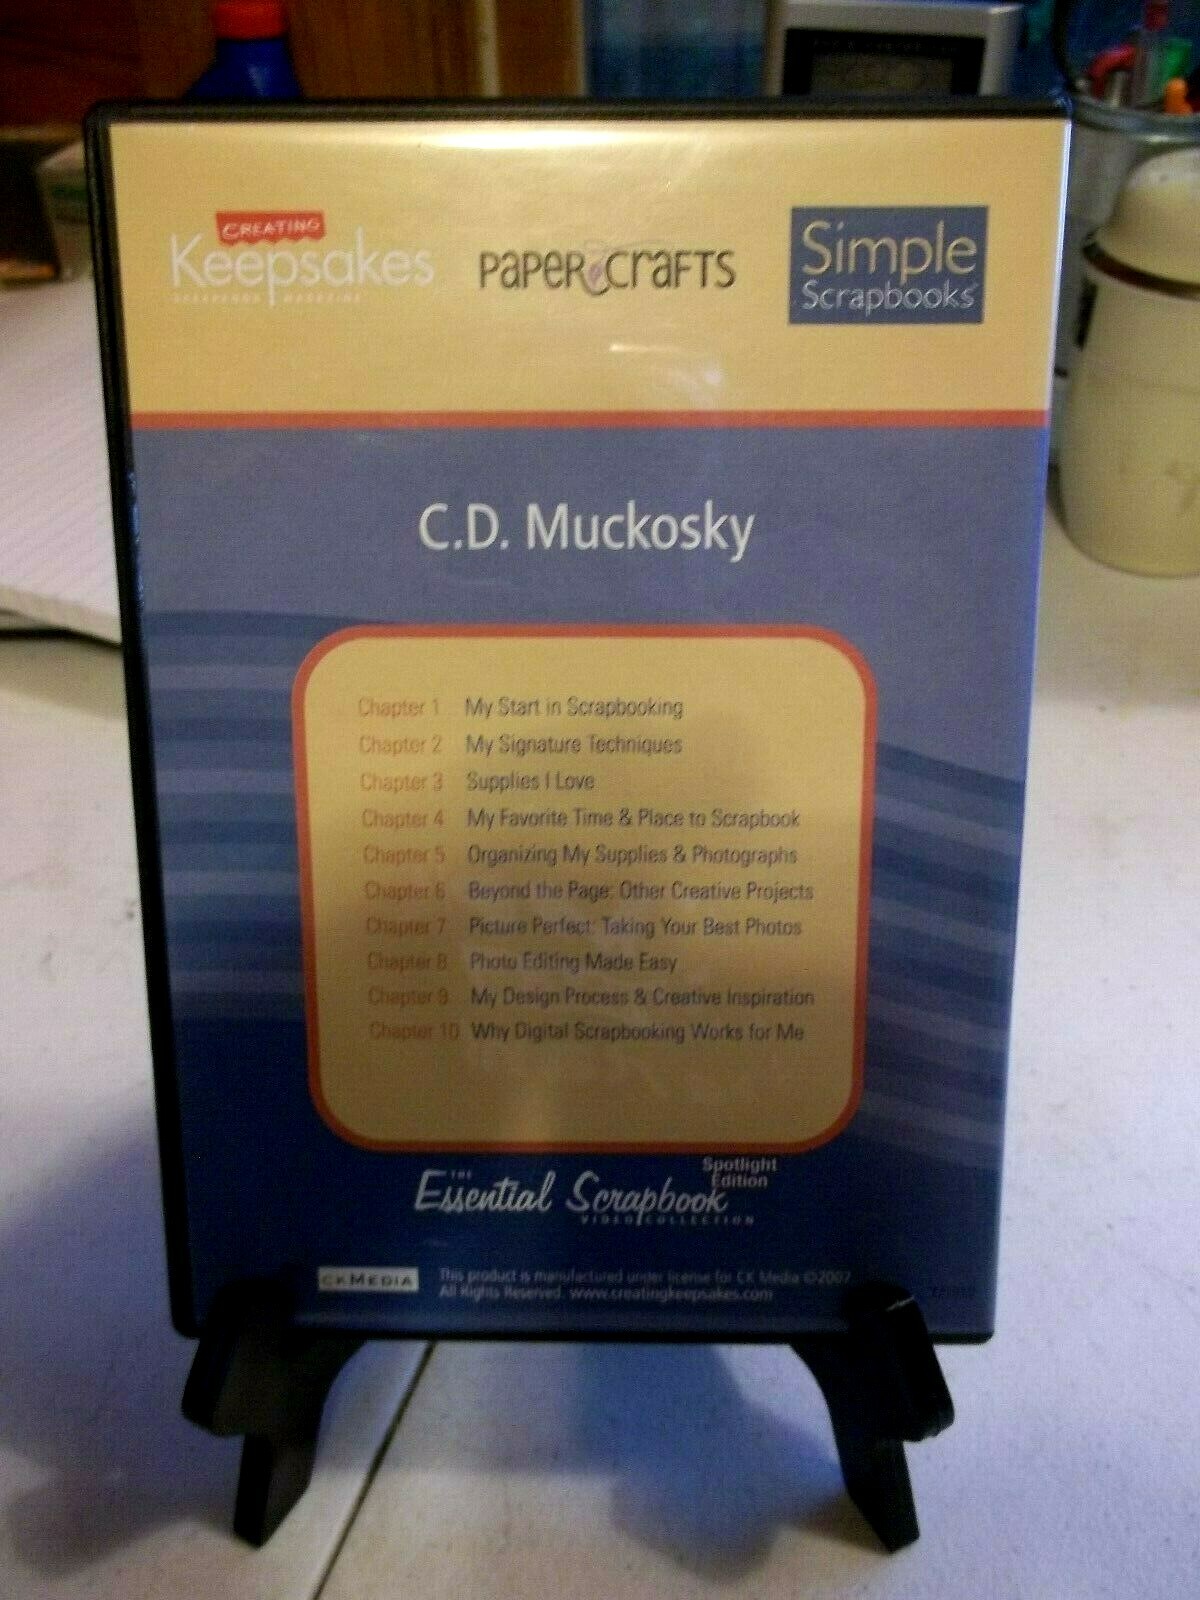 CREATING
Keepsakes
SCRAPBOOK MAGAZINE
PAPER CRAFTS
Simple
Scrapbooks
C.D. Muckosky
Chapter 1 My Start in Scrapbooking
Chapter 2 My Signature Techniques
Chapter 3 Supplies I Love
Chapter 4 My Favorite Time & Place to Scrapbook
Chapter 5 Organizing My Supplies & Photographs
Chapter 6 Beyond the Page: Other Creative Projects
Chapter 7 Picture Perfect: Taking Your Best Photos
Chapter 8 Photo Editing Made Easy
Chapter 9 My Design Process & Creative Inspiration
Chapter 10 Why Digital Scrapbooking Works for Me
Spotlight
Edition
THE
Essential Scrapbook
VIDEO COLLECTION
CKMEDIA
This product is manufactured under license for CK Media ©2007
All Rights Reserved. www.creatingkeepsakes.com